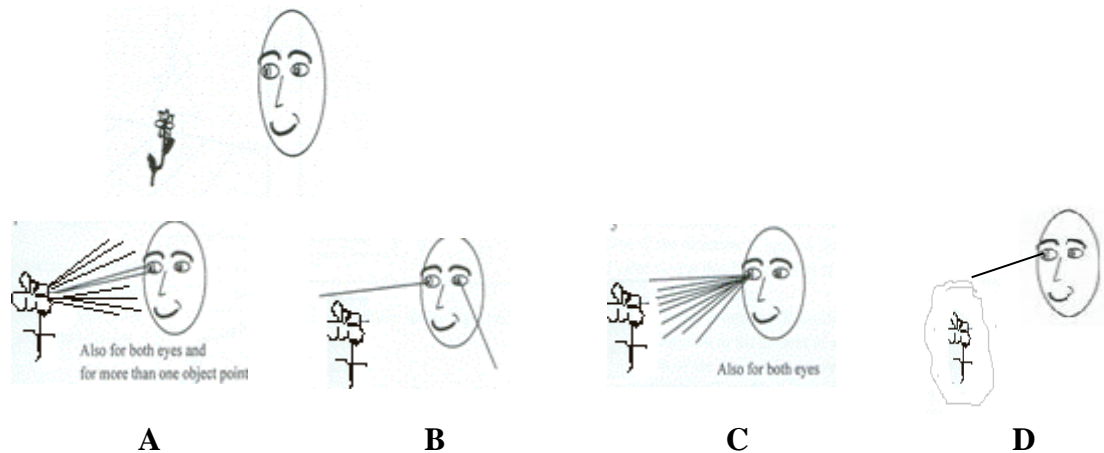 Also for both eyes and
for more than one object point
Also for both eyes
A B C D